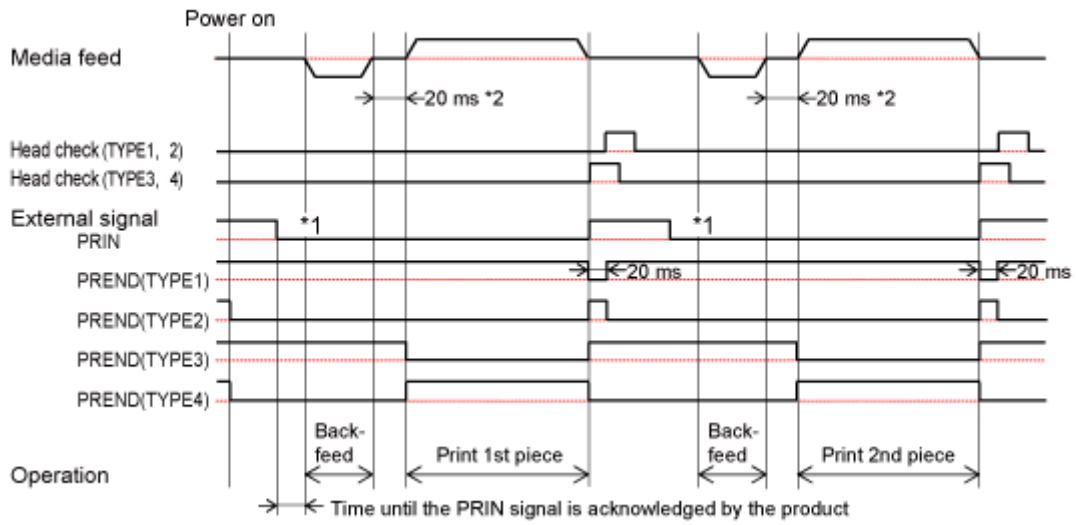 Power on
Media feed
20 ms *2
20 ms *2
Head check (TYPE1, 2)
Head check (TYPE3, 4)
External signal
PRIN
*1
*1
PREND(TYPE1)
20 ms
20 ms
PREND(TYPE2)
PREND(TYPE3)
PREND(TYPE4)
Back-
feed
Print 1st piece
Back-
feed
Print 2nd piece
Operation
Time until the PRIN signal is acknowledged by the product